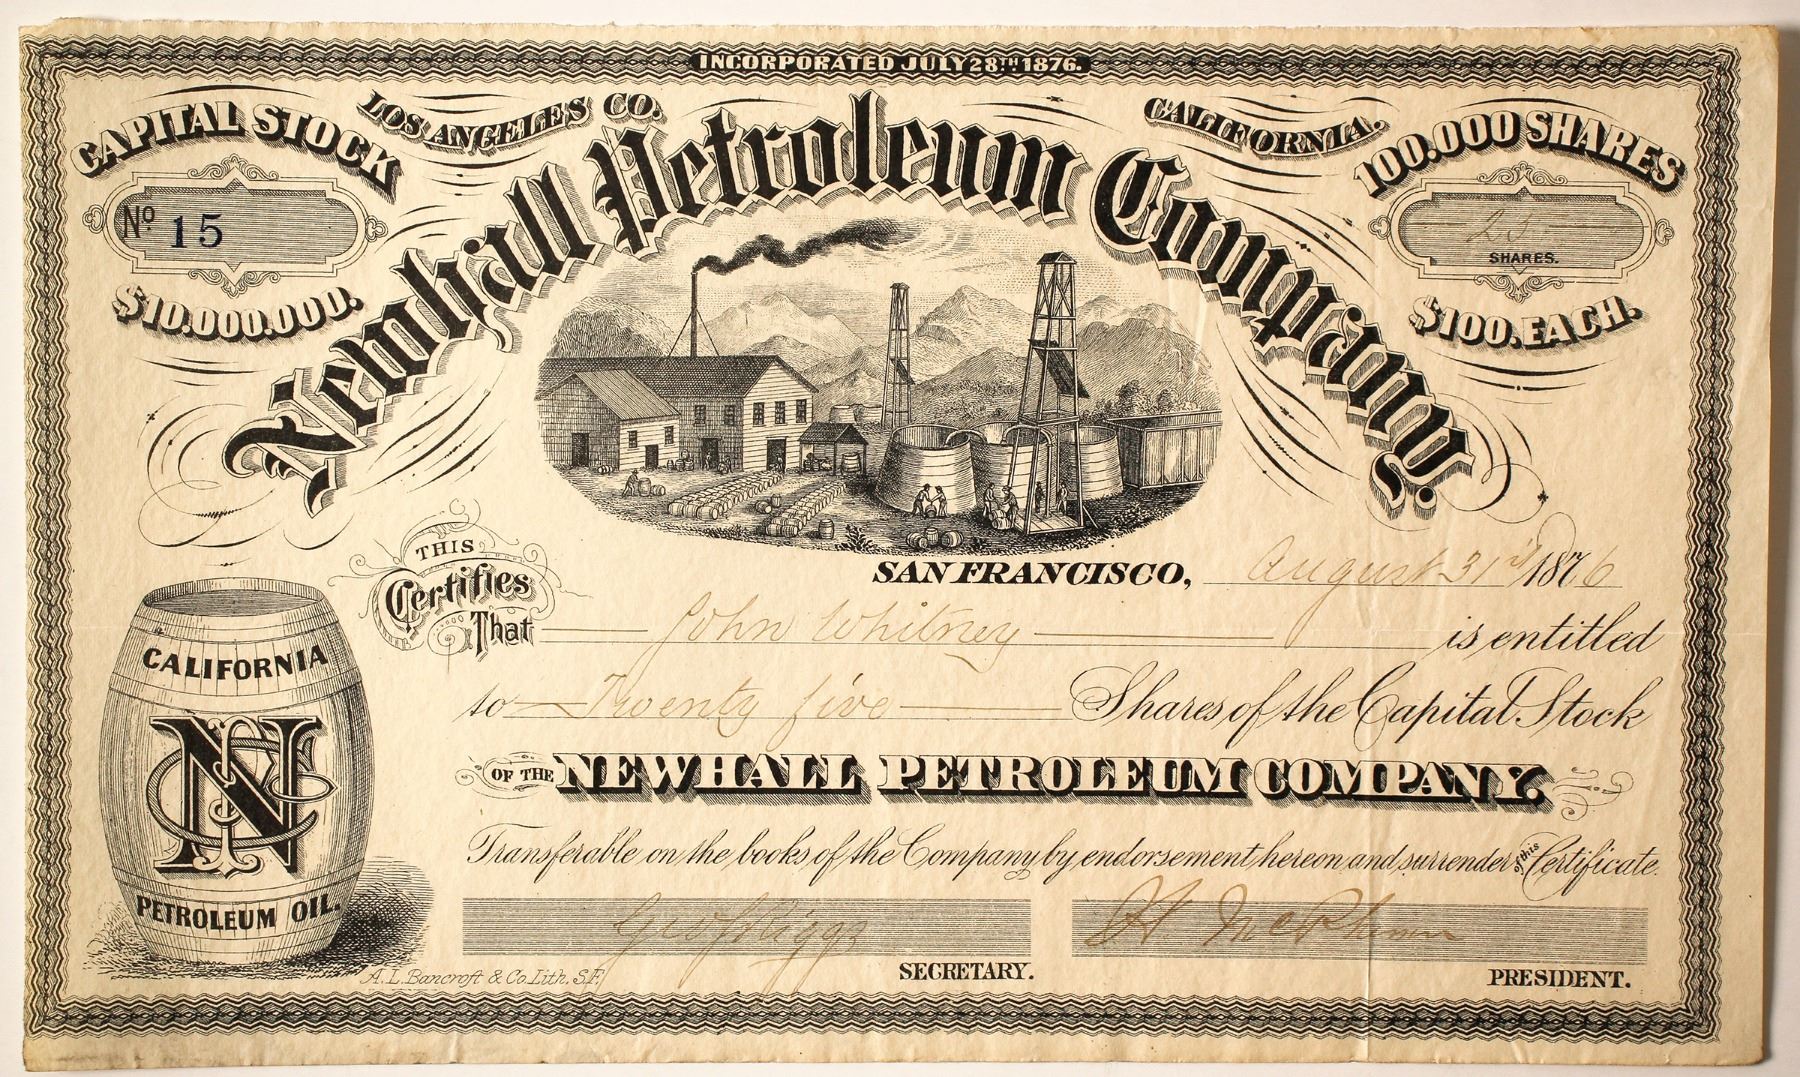 INCORPORATED JULY 28TH 1876.
CAPITAL STOCK
LOS ANGELES CO.
CALIFORNIA.
100.000 SHARES
No 15
25
SHARES.
$10.000.000.
$100. EACH.
Newhall Petroleum Company.
SAN FRANCISCO, August 31st 1876
THIS Certifies That John Whitney is entitled
to Twenty five Shares of the Capital Stock
OF THE NEWHALL PETROLEUM COMPANY.
Transferable on the books of the Company by endorsement hereon and surrender of this Certificate.
CALIFORNIA
NPCo
PETROLEUM OIL.
Riggs
SECRETARY.
PRESIDENT.
A.L. Bancroft & Co. Lith. S.F.